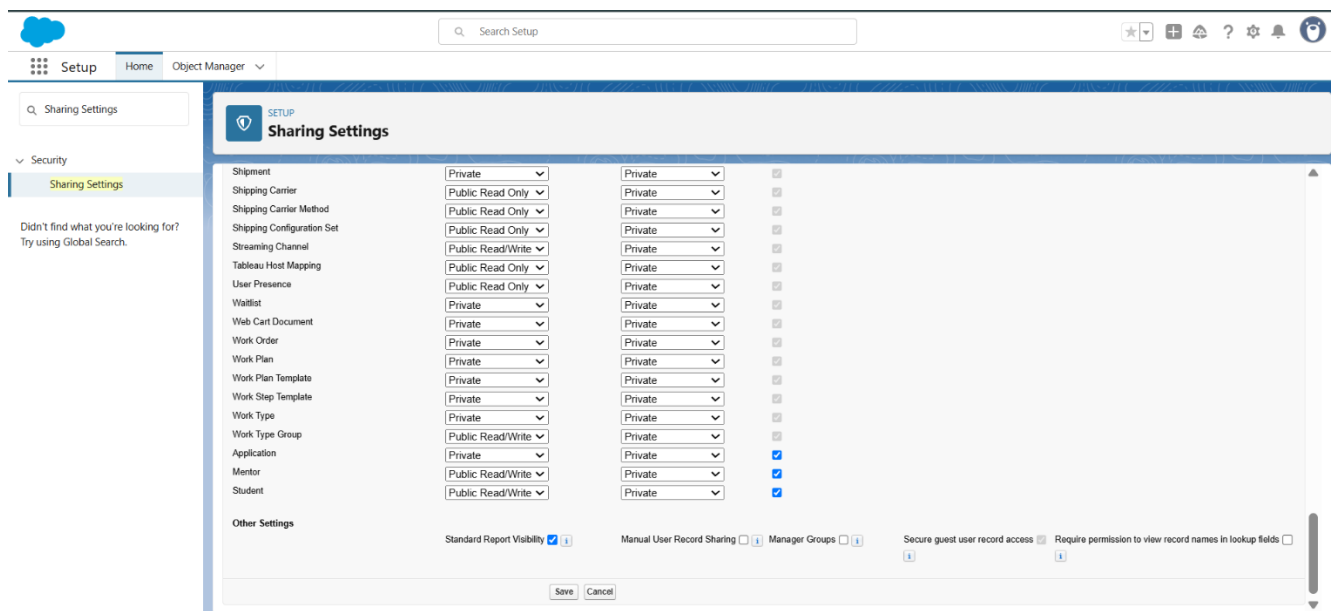 Search Setup
Setup Home Object Manager
Sharing Settings
SETUP
Sharing Settings
Security
Sharing Settings
Didn't find what you're looking for?
Try using Global Search.
Shipment Private Private
Shipping Carrier Public Read Only Private
Shipping Carrier Method Public Read Only Private
Shipping Configuration Set Public Read Only Private
Streaming Channel Public Read/Write Private
Tableau Host Mapping Public Read Only Private
User Presence Public Read Only Private
Waitlist Private Private
Web Cart Document Private Private
Work Order Private Private
Work Plan Private Private
Work Plan Template Private Private
Work Step Template Private Private
Work Type Private Private
Work Type Group Public Read/Write Private
Application Private Private
Mentor Public Read/Write Private
Student Public Read/Write Private
Other Settings
Standard Report Visibility i Manual User Record Sharing i Manager Groups i Secure guest user record access i Require permission to view record names in lookup fields i
Save Cancel